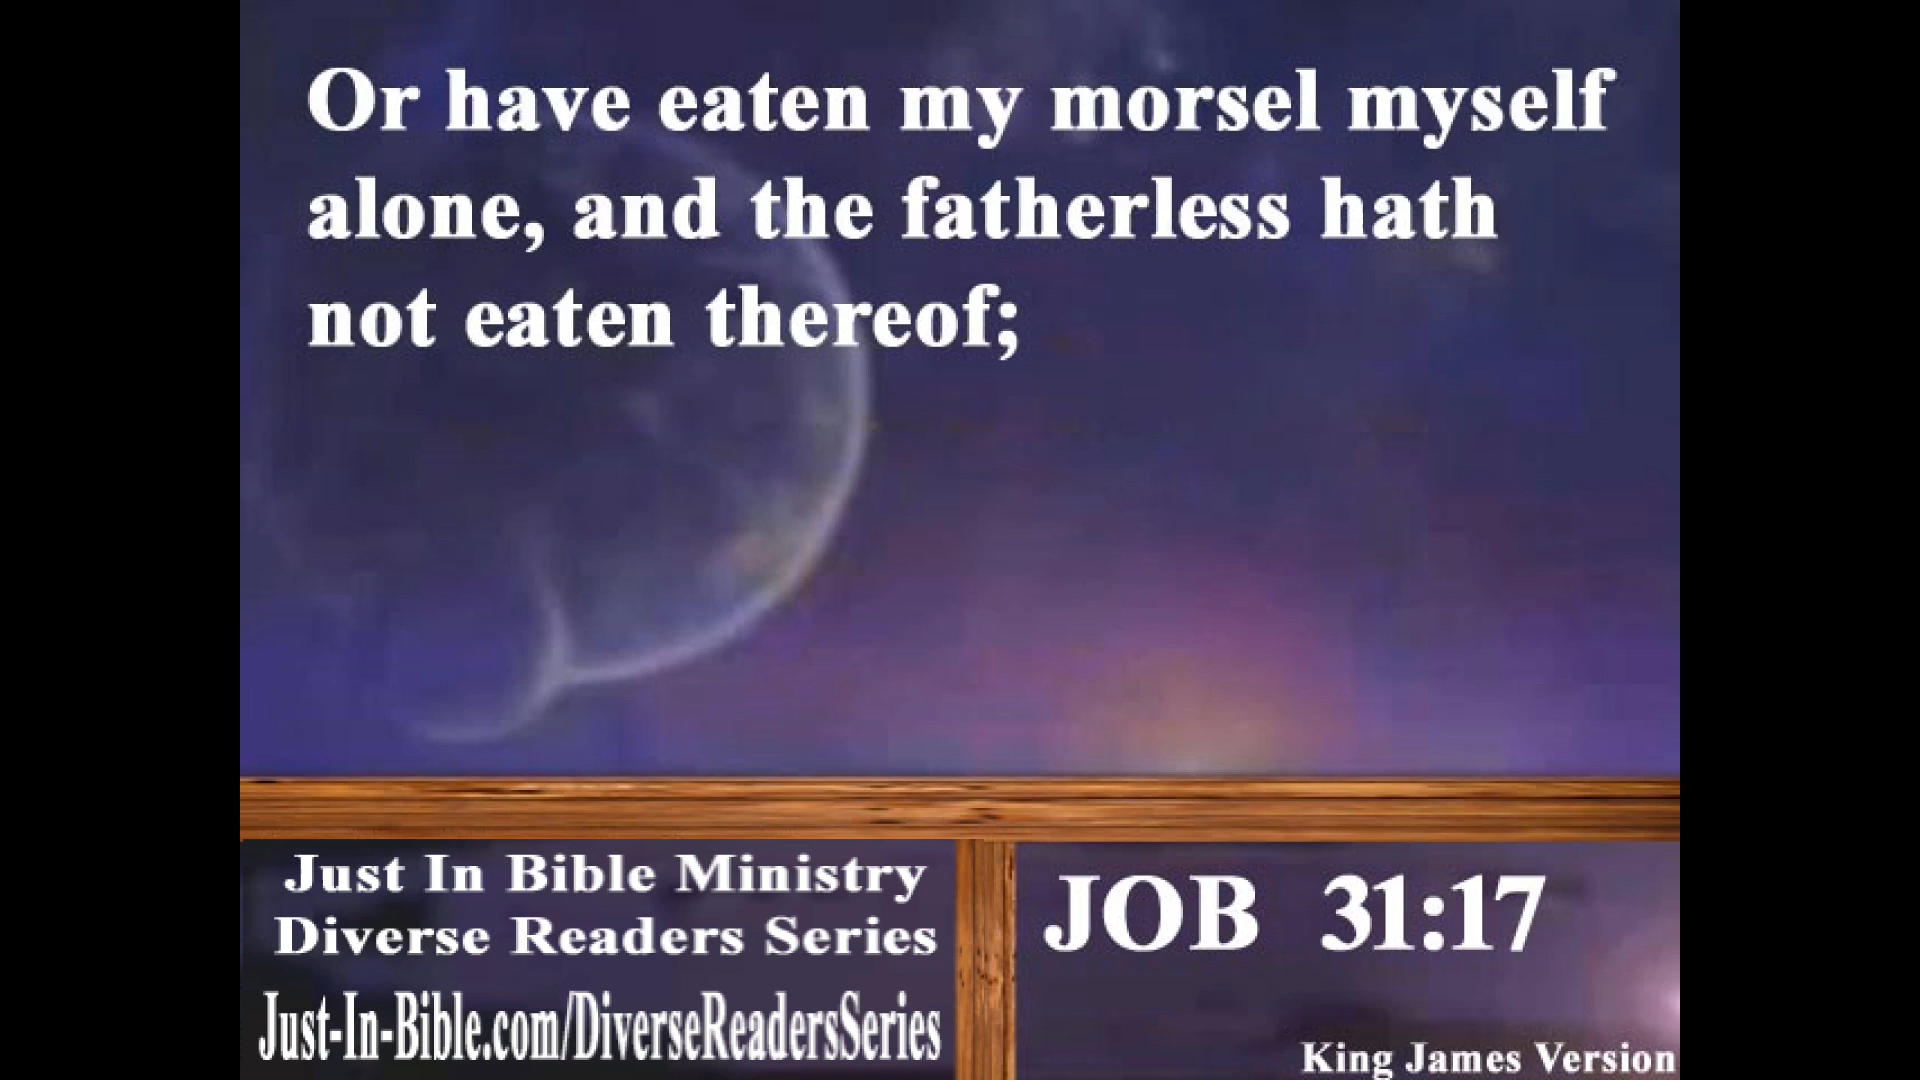 Or have eaten my morsel myself
alone, and the fatherless hath
not eaten thereof;
Just In Bible Ministry
Diverse Readers Series
Just-In-Bible.com/DiverseReadersSeries
JOB 31:17
King James Version